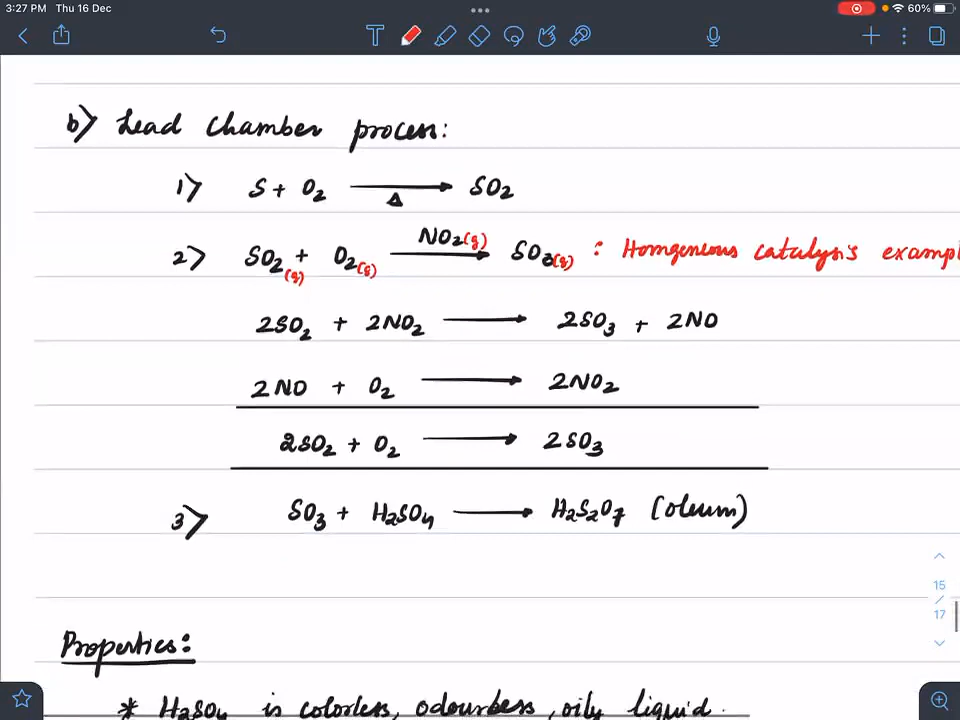 3:27 PM Thu 16 Dec
60%
b) Lead chamber process:
1) S + O2 ⟶ SO2
Δ
NO2(g)
2) SO2(g) + O2(g) ⟶ SO3(g) : Homgeneous catalysis exampl
2SO2 + 2NO2 ⟶ 2SO3 + 2NO
2NO + O2 ⟶ 2NO2
2SO2 + O2 ⟶ 2SO3
3) SO3 + H2SO4 ⟶ H2S2O7 (oleum)
15
/
17
Properties:
* H2SO4 is colorless, odourless, oily liquid.